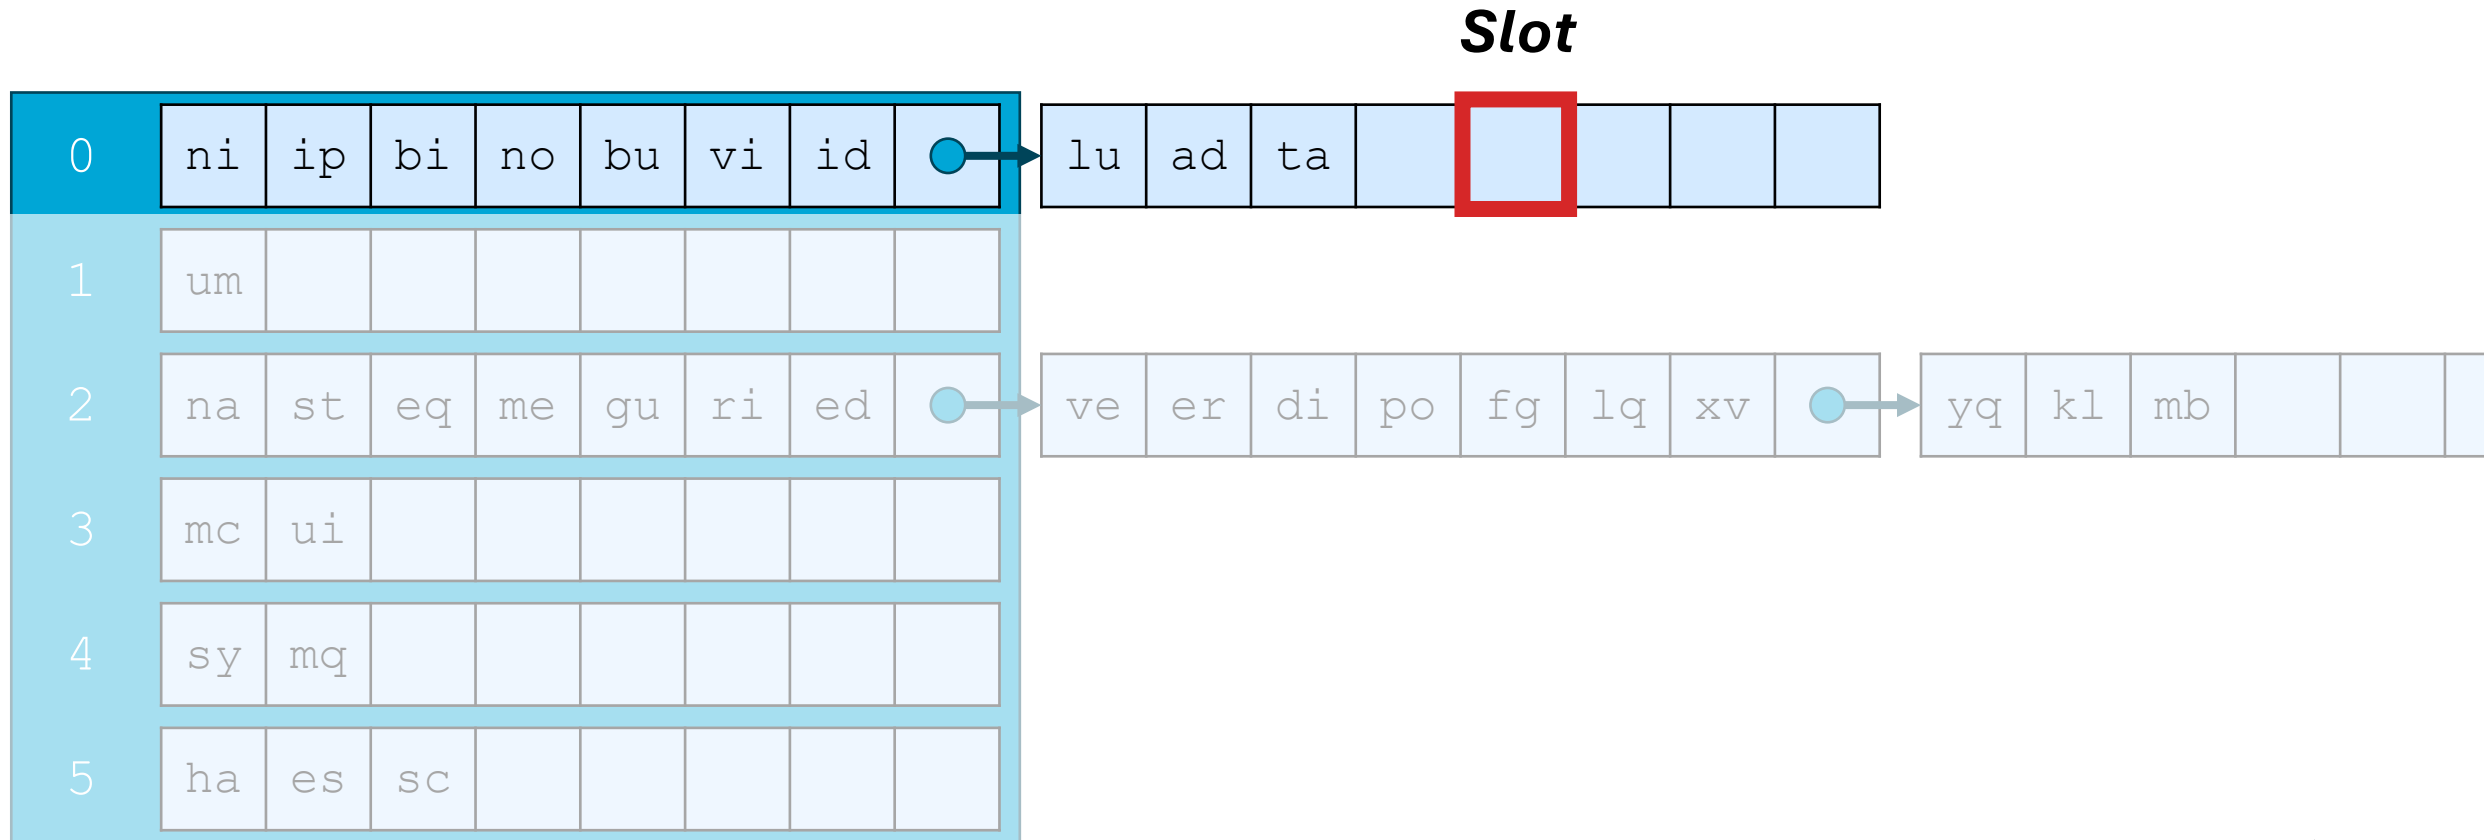 Slot
0 ni ip bi no bu vi id lu ad ta
1 um
2 na st eq me gu ri ed ve er di po fg lq xv yq kl mb
3 mc ui
4 sy mq
5 ha es sc